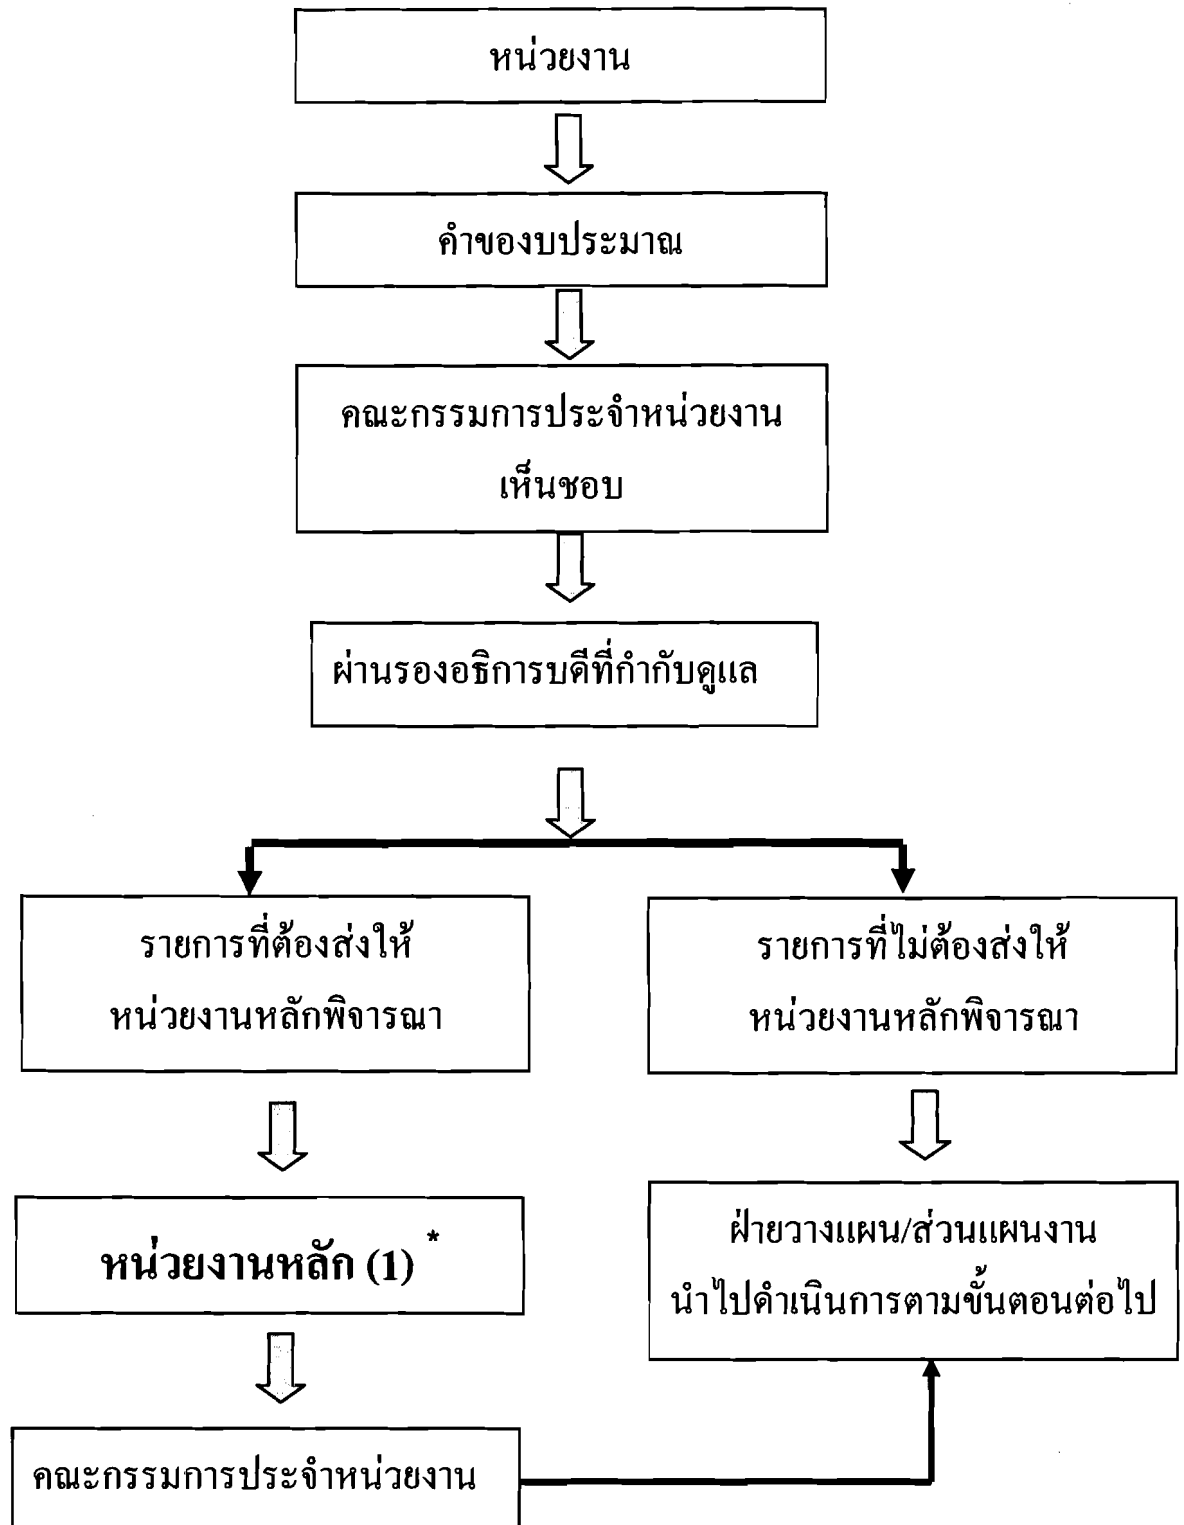 หน่วยงาน
คำของบประมาณ
คณะกรรมการประจำหน่วยงาน
เห็นชอบ
ผ่านรองอธิการบดีที่กำกับดูแล
รายการที่ต้องส่งให้
หน่วยงานหลักพิจารณา
รายการที่ไม่ต้องส่งให้
หน่วยงานหลักพิจารณา
หน่วยงานหลัก (1) *
ฝ่ายวางแผน/ส่วนแผนงาน
นำไปดำเนินการตามขั้นตอนต่อไป
คณะกรรมการประจำหน่วยงาน